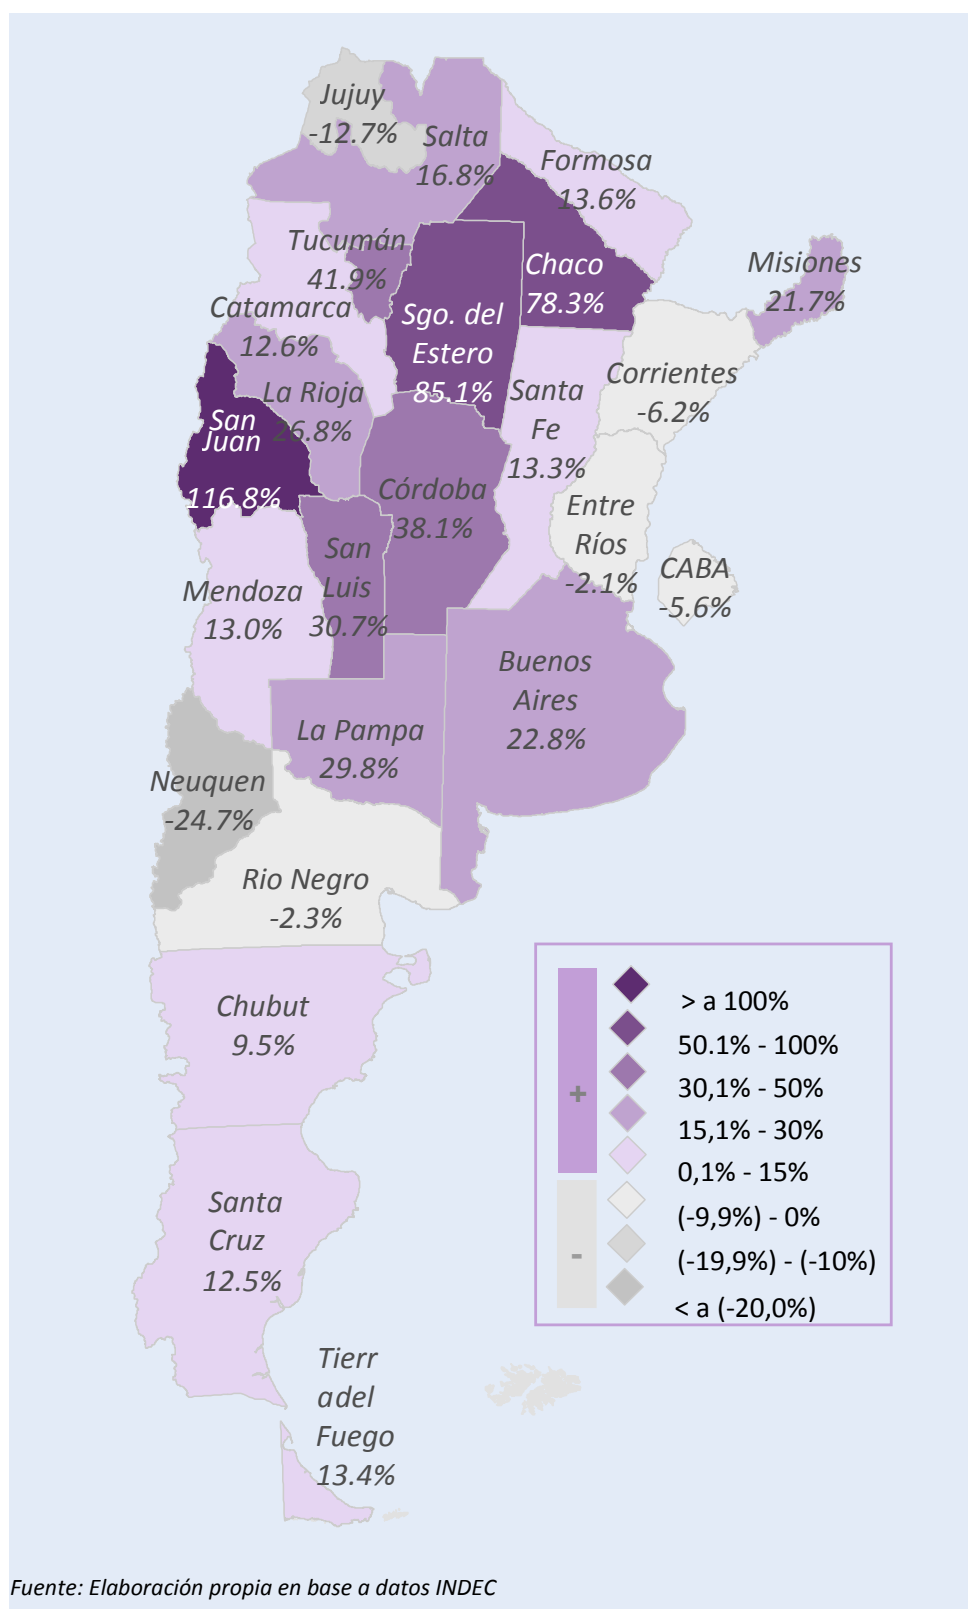 Jujuy
-12.7%
Salta
16.8%
Formosa
13.6%
Tucumán
41.9%
Chaco
78.3%
Misiones
21.7%
Catamarca
12.6%
Sgo. del
Estero
85.1%
La Rioja
26.8%
Santa
Fe
13.3%
Corrientes
-6.2%
San
Juan
116.8%
Córdoba
38.1%
Entre
Ríos
-2.1%
San
Luis
30.7%
CABA
-5.6%
Mendoza
13.0%
Buenos
Aires
22.8%
La Pampa
29.8%
Neuquen
-24.7%
Rio Negro
-2.3%
Chubut
9.5%
Santa
Cruz
12.5%
Tierr
adel
Fuego
13.4%
+
> a 100%
50.1% - 100%
30,1% - 50%
15,1% - 30%
0,1% - 15%
-
(-9,9%) - 0%
(-19,9%) - (-10%)
< a (-20,0%)
Fuente: Elaboración propia en base a datos INDEC